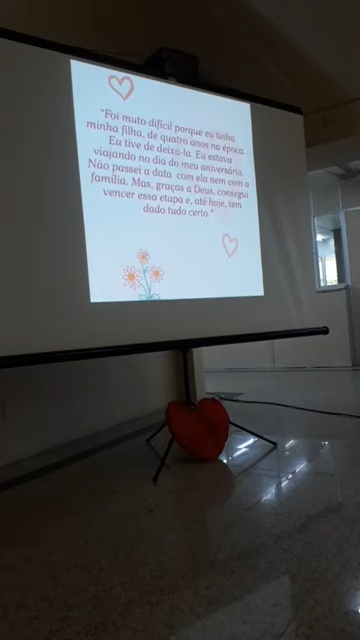 "Foi muto difícil porque eu tinha
minha filha, de quatro anos na época.
Eu tive de deixá-la. Eu estava
viajando no dia do meu aniversário.
Não passei a data com ela nem com a
família. Mas, graças a Deus, consegui
vencer essa etapa e, até hoje, tem
dado tudo certo."